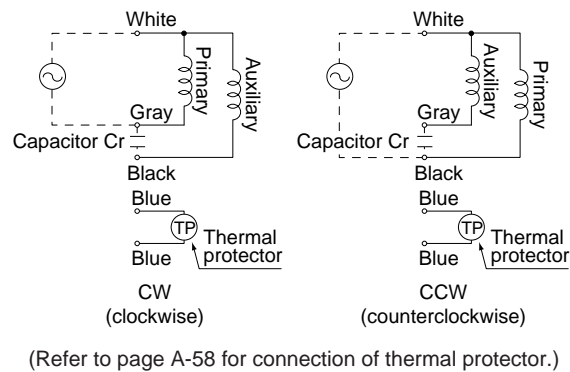 White
Primary
Auxiliary
Gray
Capacitor Cr
Black
Blue
TP
Thermal
protector
Blue
CW
(clockwise)
White
Auxiliary
Primary
Gray
Capacitor Cr
Black
Blue
TP
Thermal
protector
Blue
CCW
(counterclockwise)
(Refer to page A-58 for connection of thermal protector.)